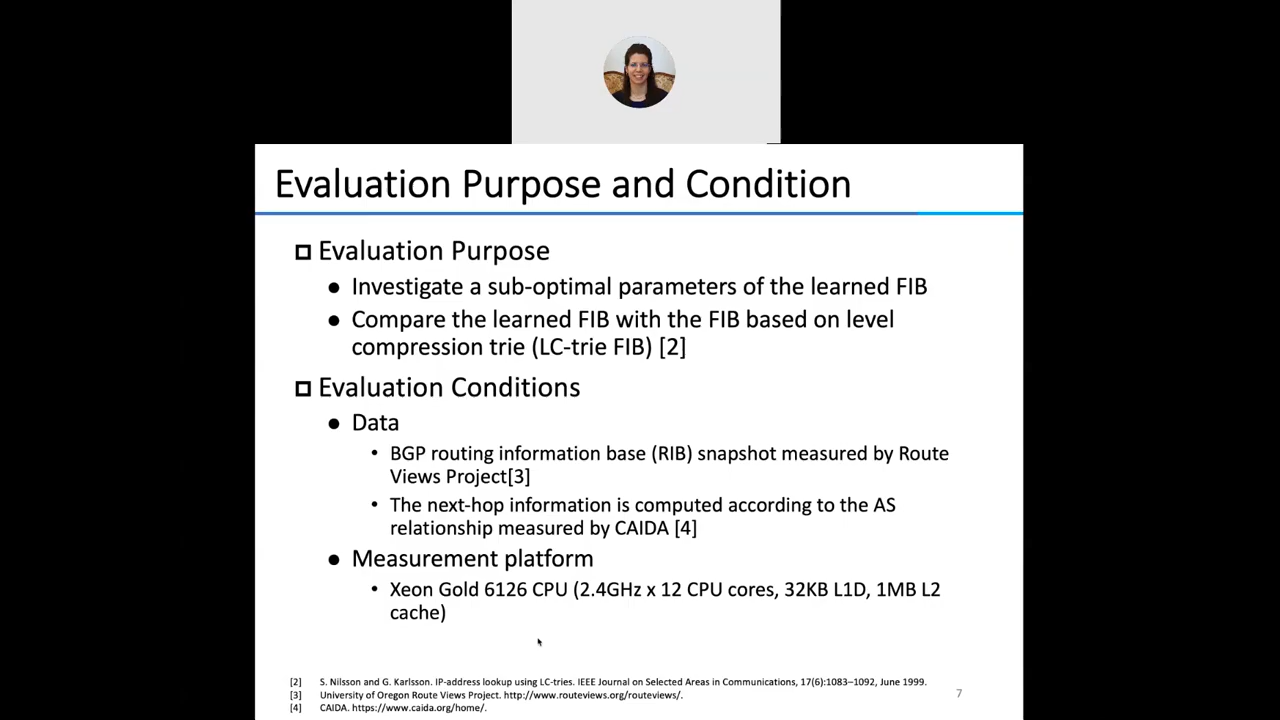 Evaluation Purpose and Condition
Evaluation Purpose
● Investigate a sub-optimal parameters of the learned FIB
● Compare the learned FIB with the FIB based on level
compression trie (LC-trie FIB) [2]
Evaluation Conditions
● Data
• BGP routing information base (RIB) snapshot measured by Route
Views Project[3]
• The next-hop information is computed according to the AS
relationship measured by CAIDA [4]
● Measurement platform
• Xeon Gold 6126 CPU (2.4GHz x 12 CPU cores, 32KB L1D, 1MB L2
cache)
[2] S. Nilsson and G. Karlsson. IP-address lookup using LC-tries. IEEE Journal on Selected Areas in Communications, 17(6):1083–1092, June 1999.
[3] University of Oregon Route Views Project. http://www.routeviews.org/routeviews/.
[4] CAIDA. https://www.caida.org/home/.
7